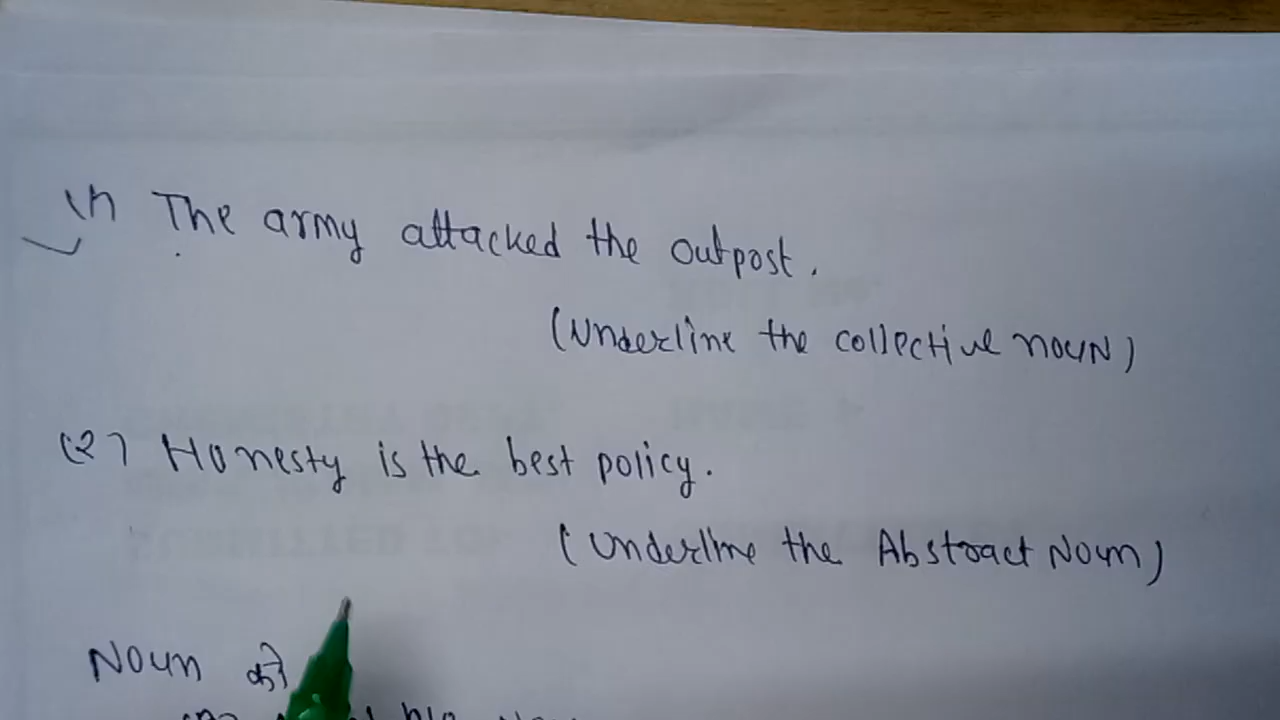 (1) The army attacked the outpost.
(Underline the collective noun)
(2) Honesty is the best policy.
(Underline the Abstract Noun)
Noun को